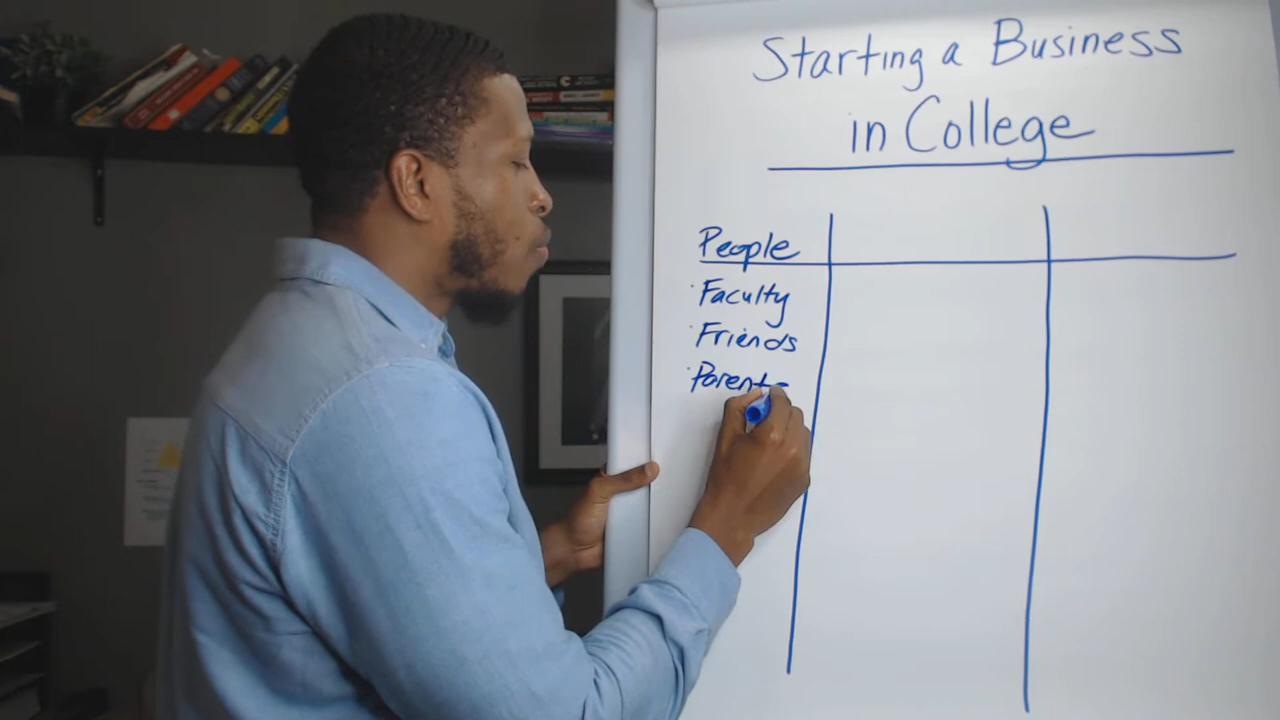 Starting a Business
in College
People
Faculty
Friends
Parents